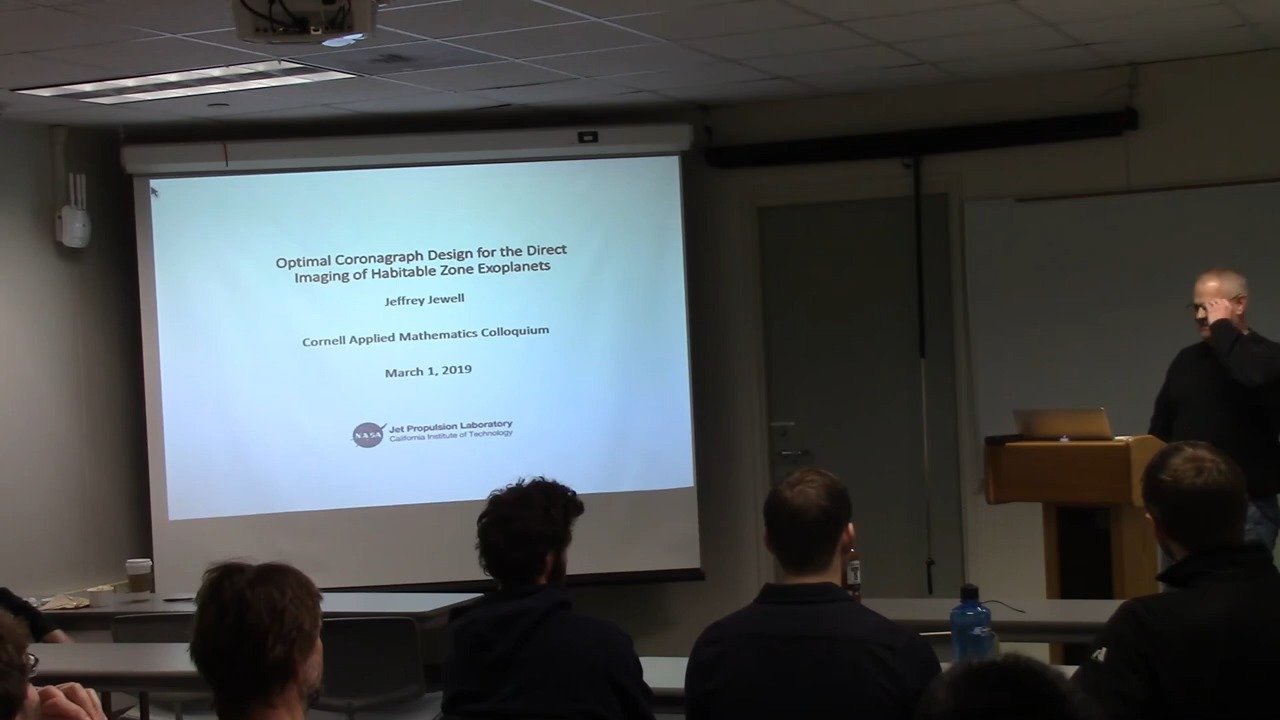 Optimal Coronagraph Design for the Direct
Imaging of Habitable Zone Exoplanets
Jeffrey Jewell
Cornell Applied Mathematics Colloquium
March 1, 2019
NASA
Jet Propulsion Laboratory
California Institute of Technology